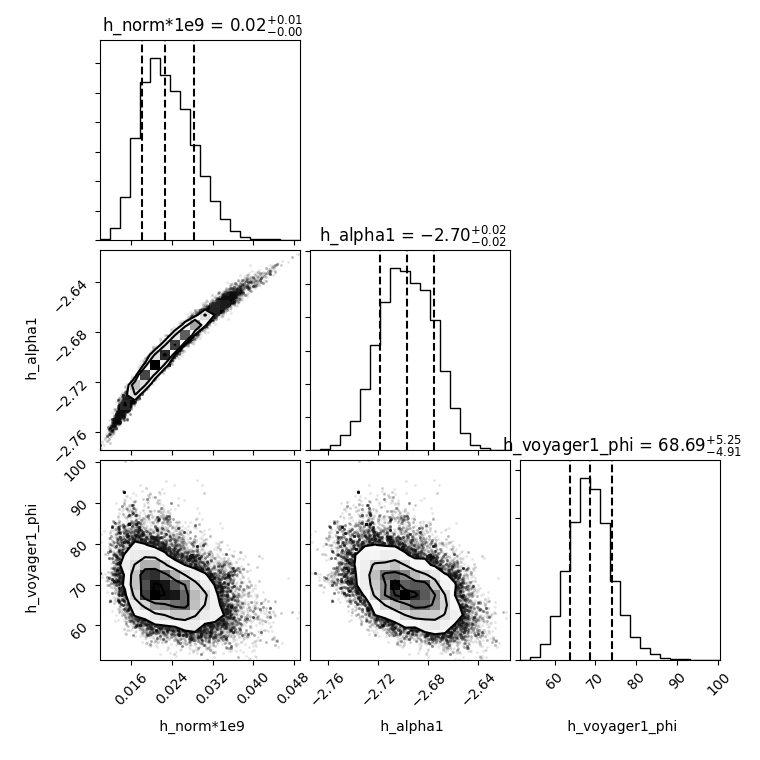 h_norm*1e9 = 0.02+0.01−0.00
h_alpha1 = −2.70+0.02−0.02
−2.64
−2.68
−2.72
−2.76
h_alpha1
h_voyager1_phi = 68.69+5.25−4.91
100
90
80
70
60
h_voyager1_phi
0.016 0.024 0.032 0.040 0.048
−2.76 −2.72 −2.68 −2.64
60 70 80 90 100
h_norm*1e9 h_alpha1 h_voyager1_phi